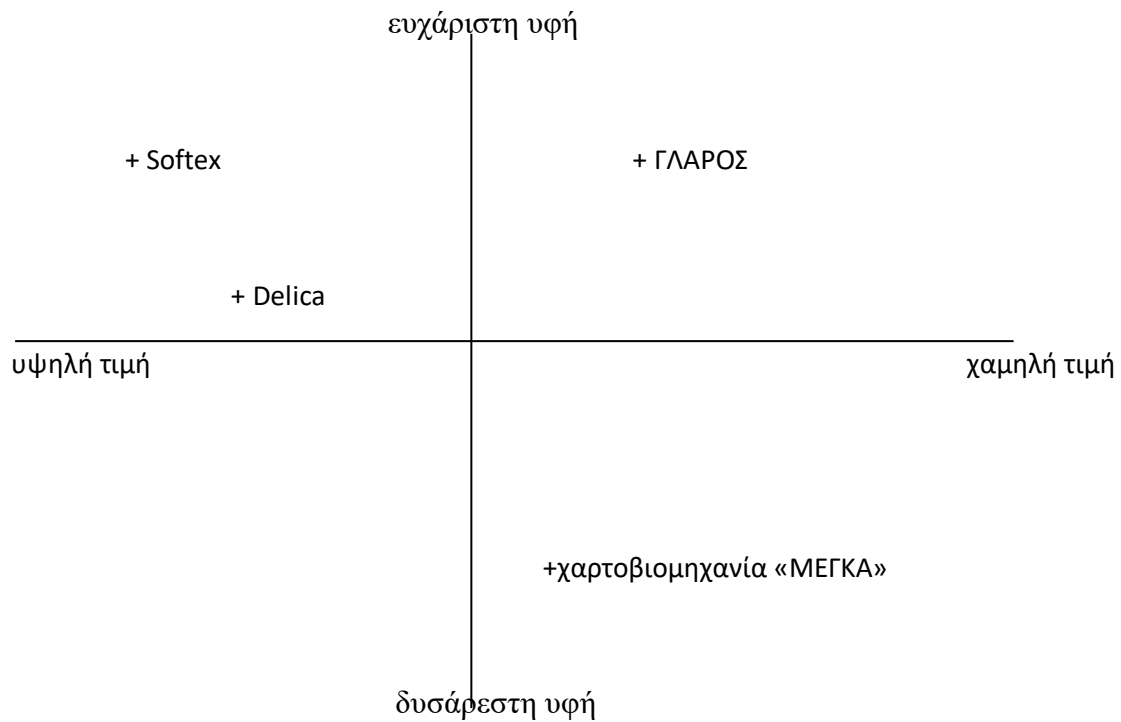 ευχάριστη υφή
+ Softex
+ ΓΛΑΡΟΣ
+ Delica
υψηλή τιμή
χαμηλή τιμή
+χαρτοβιομηχανία «ΜΕΓΚΑ»
δυσάρεστη υφή